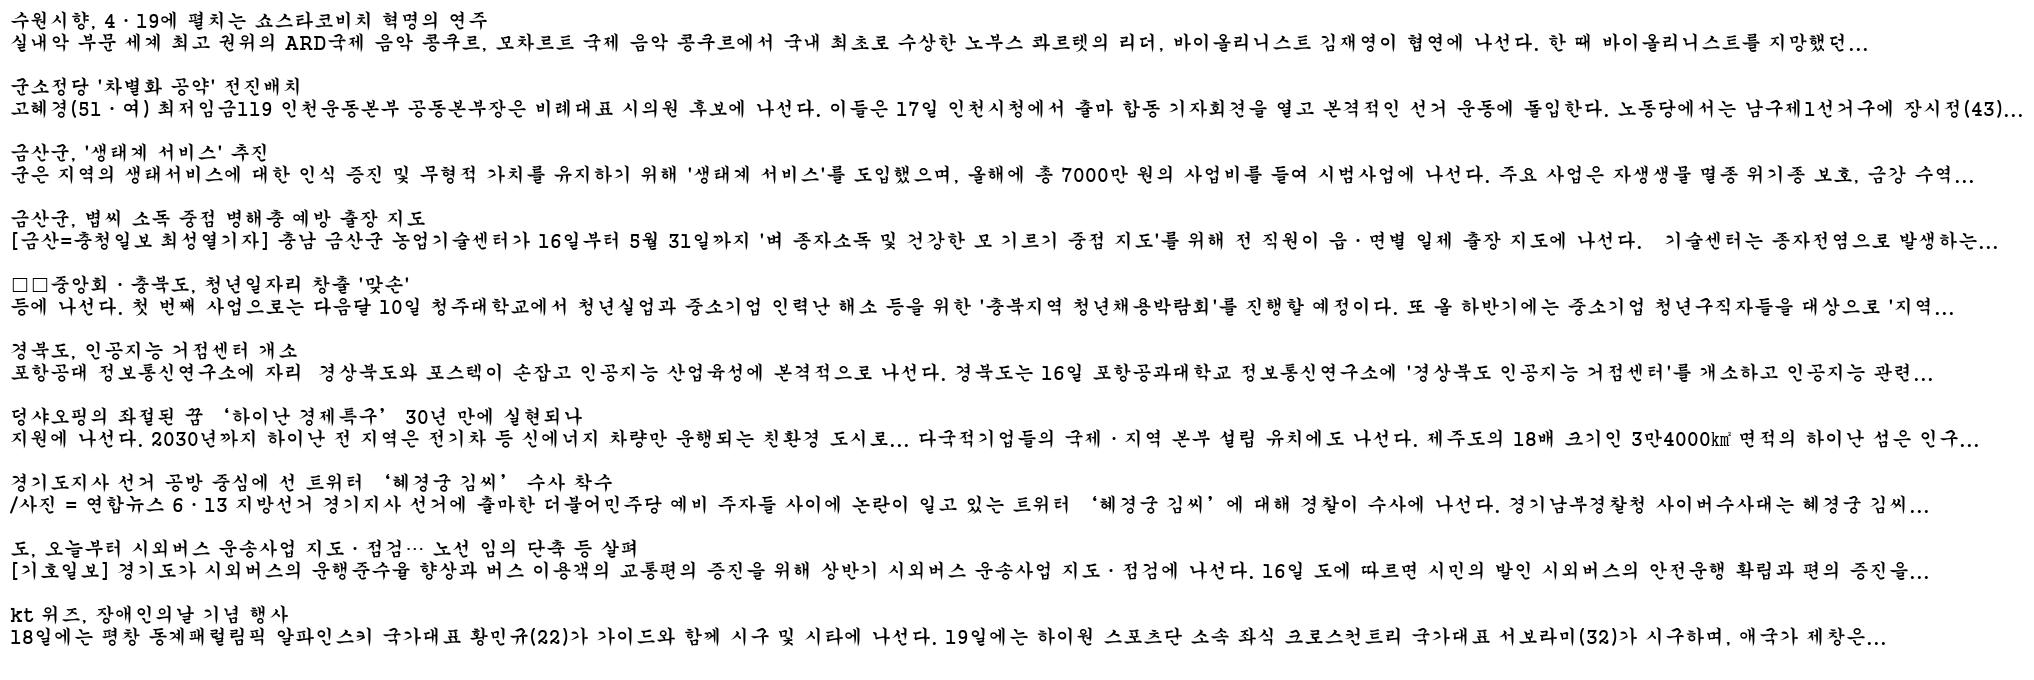 수원시향, 4·19에 펼치는 쇼스타코비치 혁명의 연주
실내악 부문 세계 최고 권위의 ARD국제 음악 콩쿠르, 모차르트 국제 음악 콩쿠르에서 국내 최초로 수상한 노부스 콰르텟의 리더, 바이올리니스트 김재영이 협연에 나선다. 한 때 바이올리니스트를 지망했던...
군소정당 '차별화 공약' 전진배치
고혜경(51·여) 최저임금119 인천운동본부 공동본부장은 비례대표 시의원 후보에 나선다. 이들은 17일 인천시청에서 출마 합동 기자회견을 열고 본격적인 선거 운동에 돌입한다. 노동당에서는 남구제1선거구에 장시정(43)...
금산군, '생태계 서비스' 추진
군은 지역의 생태서비스에 대한 인식 증진 및 무형적 가치를 유지하기 위해 '생태계 서비스'를 도입했으며, 올해에 총 7000만 원의 사업비를 들여 시범사업에 나선다. 주요 사업은 자생생물 멸종 위기종 보호, 금강 수역...
금산군, 볍씨 소독 중점 병해충 예방 출장 지도
[금산=충청일보 최성열기자] 충남 금산군 농업기술센터가 16일부터 5월 31일까지 '벼 종자소독 및 건강한 모 기르기 중점 지도'를 위해 전 직원이 읍·면별 일제 출장 지도에 나선다. 기술센터는 종자전염으로 발생하는...
□□중앙회·충북도, 청년일자리 창출 '맞손'
등에 나선다. 첫 번째 사업으로는 다음달 10일 청주대학교에서 청년실업과 중소기업 인력난 해소 등을 위한 '충북지역 청년채용박람회'를 진행할 예정이다. 또 올 하반기에는 중소기업 청년구직자들을 대상으로 '지역...
경북도, 인공지능 거점센터 개소
포항공대 정보통신연구소에 자리 경상북도와 포스텍이 손잡고 인공지능 산업육성에 본격적으로 나선다. 경북도는 16일 포항공과대학교 정보통신연구소에 '경상북도 인공지능 거점센터'를 개소하고 인공지능 관련...
덩샤오핑의 좌절된 꿈 ‘하이난 경제특구’ 30년 만에 실현되나
지원에 나선다. 2030년까지 하이난 전 지역은 전기차 등 신에너지 차량만 운행되는 친환경 도시로... 다국적기업들의 국제·지역 본부 설립 유치에도 나선다. 제주도의 18배 크기인 3만4000㎢ 면적의 하이난 섬은 인구...
경기도지사 선거 공방 중심에 선 트위터 ‘혜경궁 김씨’ 수사 착수
/사진 = 연합뉴스 6·13 지방선거 경기지사 선거에 출마한 더불어민주당 예비 주자들 사이에 논란이 일고 있는 트위터 ‘혜경궁 김씨’에 대해 경찰이 수사에 나선다. 경기남부경찰청 사이버수사대는 혜경궁 김씨...
도, 오늘부터 시외버스 운송사업 지도·점검… 노선 임의 단축 등 살펴
[기호일보] 경기도가 시외버스의 운행준수율 향상과 버스 이용객의 교통편의 증진을 위해 상반기 시외버스 운송사업 지도·점검에 나선다. 16일 도에 따르면 시민의 발인 시외버스의 안전운행 확립과 편의 증진을...
kt 위즈, 장애인의날 기념 행사
18일에는 평창 동계패럴림픽 알파인스키 국가대표 황민규(22)가 가이드와 함께 시구 및 시타에 나선다. 19일에는 하이원 스포츠단 소속 좌식 크로스컨트리 국가대표 서보라미(32)가 시구하며, 애국가 제창은...